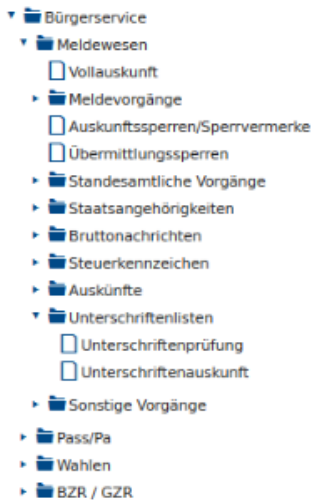 Bürgerservice
Meldewesen
Vollauskunft
Meldevorgänge
Auskunftssperren/Sperrvermerke
Übermittlungssperren
Standesamtliche Vorgänge
Staatsangehörigkeiten
Bruttonachrichten
Steuerkennzeichen
Auskünfte
Unterschriftenlisten
Unterschriftenprüfung
Unterschriftenauskunft
Sonstige Vorgänge
Pass/Pa
Wahlen
BZR / GZR